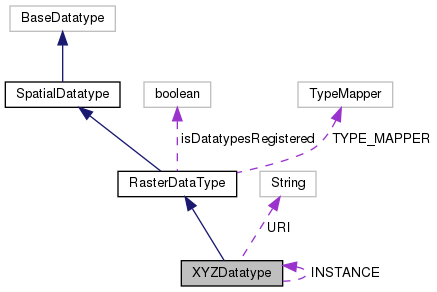 BaseDatatype
SpatialDatatype
boolean
TypeMapper
isDatatypesRegistered
TYPE_MAPPER
RasterDataType
String
URI
XYZDatatype
INSTANCE